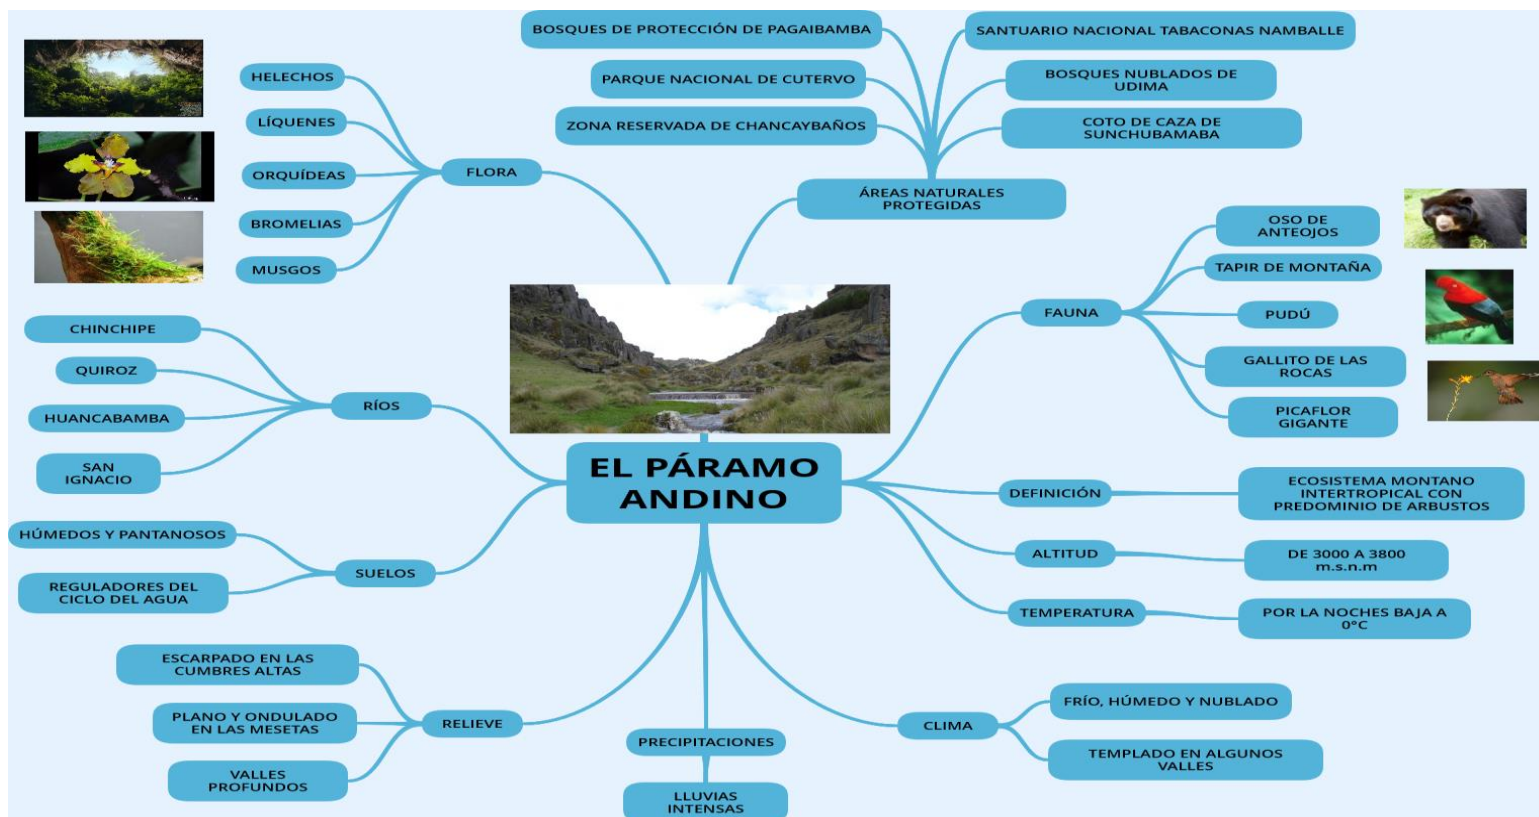 BOSQUES DE PROTECCIÓN DE PAGAIBAMBA
PARQUE NACIONAL DE CUTERVO
ZONA RESERVADA DE CHANCAYBAÑOS
SANTUARIO NACIONAL TABACONAS NAMBALLE
BOSQUES NUBLADOS DE
UDIMA
COTO DE CAZA DE
SUNCHUBAMABA
ÁREAS NATURALES
PROTEGIDAS
HELECHOS
LÍQUENES
ORQUÍDEAS
BROMELIAS
MUSGOS
FLORA
OSO DE
ANTEOJOS
TAPIR DE MONTAÑA
PUDÚ
GALLITO DE LAS
ROCAS
PICAFLOR
GIGANTE
FAUNA
CHINCHIPE
QUIROZ
HUANCABAMBA
SAN
IGNACIO
RÍOS
EL PÁRAMO
ANDINO
DEFINICIÓN
ECOSISTEMA MONTANO
INTERTROPICAL CON
PREDOMINIO DE ARBUSTOS
ALTITUD
DE 3000 A 3800
m.s.n.m
TEMPERATURA
POR LA NOCHES BAJA A
0°C
HÚMEDOS Y PANTANOSOS
REGULADORES DEL
CICLO DEL AGUA
SUELOS
ESCARPADO EN LAS
CUMBRES ALTAS
PLANO Y ONDULADO
EN LAS MESETAS
VALLES
PROFUNDOS
RELIEVE
PRECIPITACIONES
LLUVIAS
INTENSAS
CLIMA
FRÍO, HÚMEDO Y NUBLADO
TEMPLADO EN ALGUNOS
VALLES